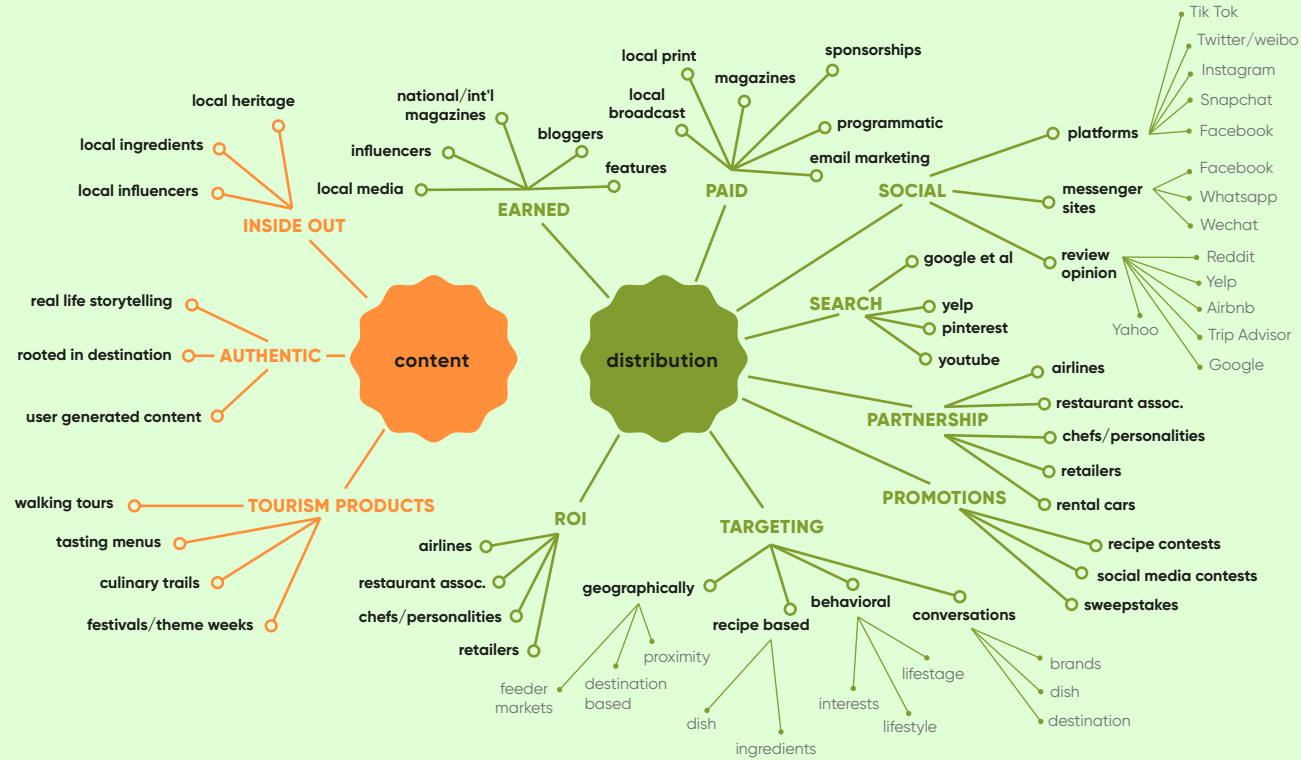 content
INSIDE OUT
local heritage
local ingredients
local influencers
AUTHENTIC
real life storytelling
rooted in destination
user generated content
TOURISM PRODUCTS
walking tours
tasting menus
culinary trails
festivals/theme weeks
distribution
EARNED
local media
influencers
national/int'l
magazines
bloggers
features
PAID
local
broadcast
local print
magazines
sponsorships
programmatic
email marketing
SOCIAL
platforms
Tik Tok
Twitter/weibo
Instagram
Snapchat
Facebook
messenger
sites
Facebook
Whatsapp
Wechat
review
opinion
Reddit
Yelp
Airbnb
Trip Advisor
Google
Yahoo
SEARCH
google et al
yelp
pinterest
youtube
PARTNERSHIP
airlines
restaurant assoc.
chefs/personalities
retailers
rental cars
PROMOTIONS
recipe contests
social media contests
sweepstakes
TARGETING
geographically
feeder
markets
destination
based
proximity
recipe based
dish
ingredients
behavioral
interests
lifestyle
lifestage
conversations
brands
dish
destination
ROI
airlines
restaurant assoc.
chefs/personalities
retailers